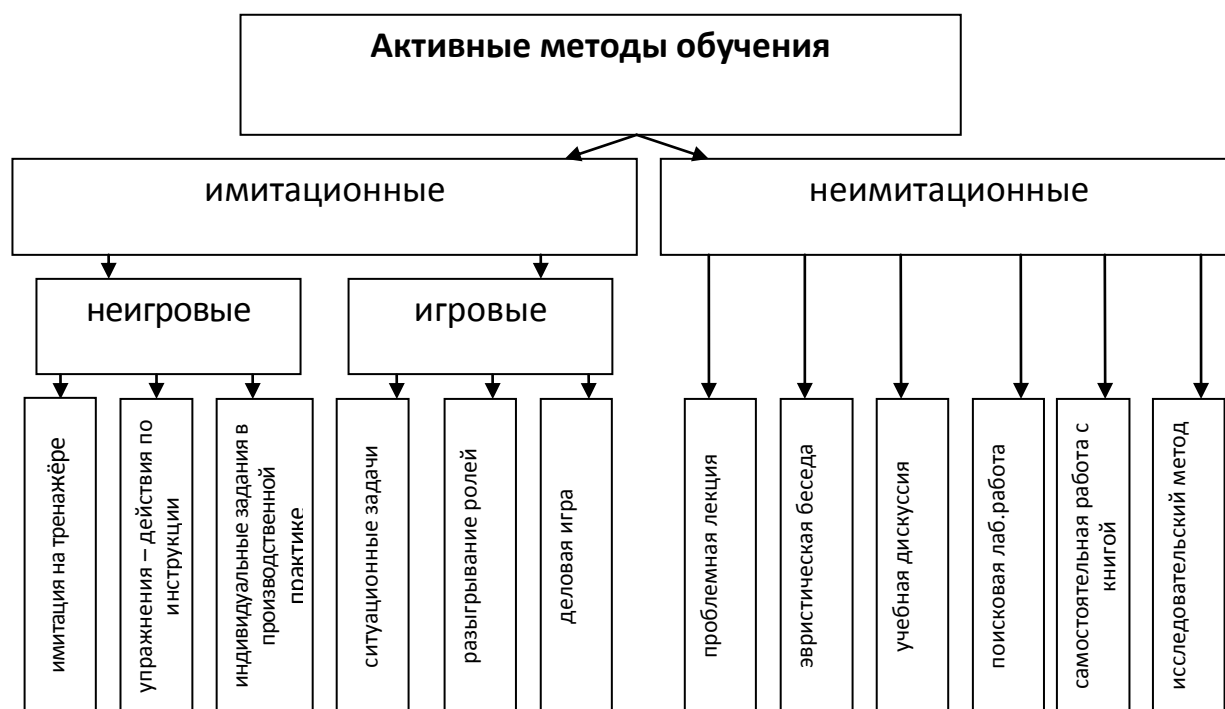 Активные методы обучения
имитационные
неимитационные
неигровые
игровые
имитация на тренажёре
упражнения – действия по
инструкции
индивидуальные задания в
производственной
практике
ситуационные задачи
разыгрывание ролей
деловая игра
проблемная лекция
эвристическая беседа
учебная дискуссия
поисковая лаб.работа
самостоятельная работа с
книгой
исследовательский метод